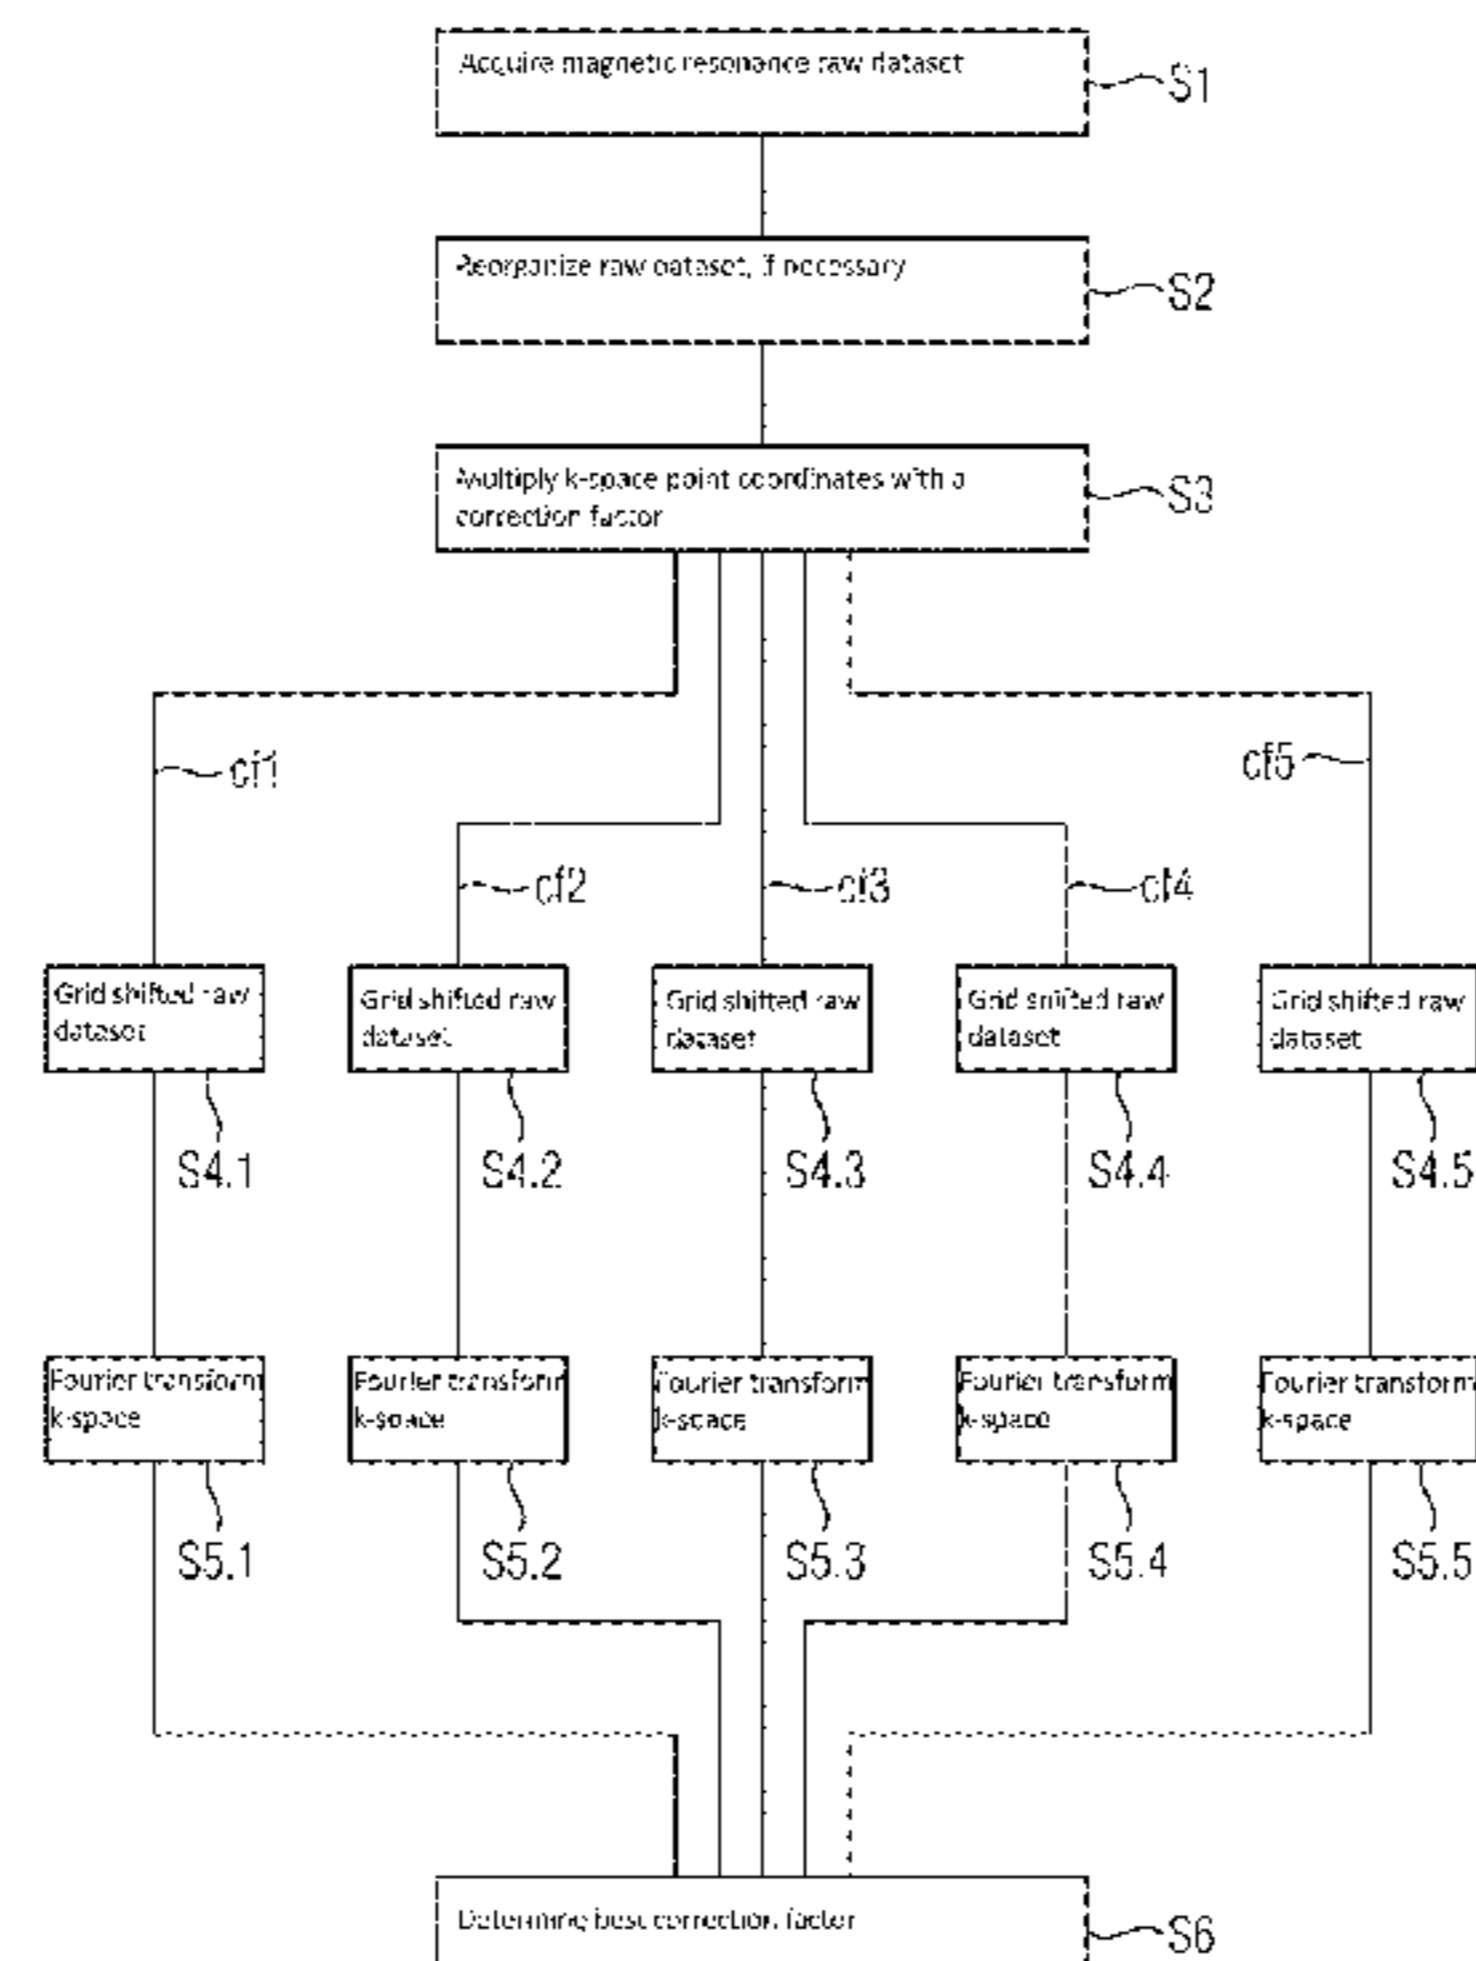 Acquire magnetic resonance raw dataset
S1
Reorganize raw dataset, if necessary
S2
Multiply k-space point coordinates with a
correction factor
S3
cf1
cf5
cf2
cf3
cf4
Grid shifted raw
dataset
Grid shifted raw
dataset
Grid shifted raw
dataset
Grid shifted raw
dataset
Grid shifted raw
dataset
S4.1
S4.2
S4.3
S4.4
S4.5
Fourier transform
k-space
Fourier transform
k-space
Fourier transform
k-space
Fourier transform
k-space
Fourier transform
k-space
S5.1
S5.2
S5.3
S5.4
S5.5
Determine best correction factor
S6